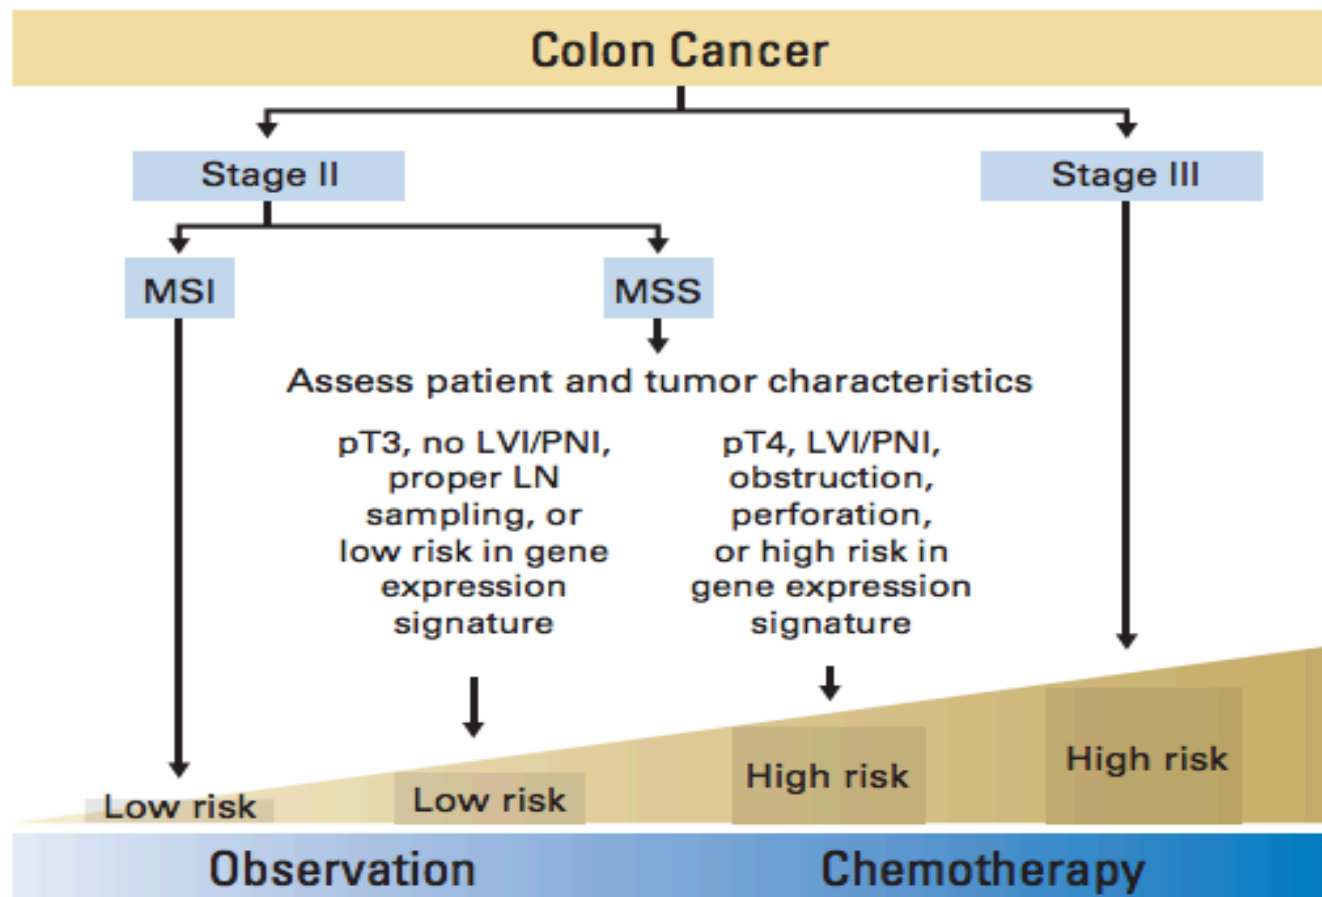 Colon Cancer
Stage II
Stage III
MSI
MSS
Assess patient and tumor characteristics
pT3, no LVI/PNI,
proper LN
sampling, or
low risk in gene
expression
signature
pT4, LVI/PNI,
obstruction,
perforation,
or high risk in
gene expression
signature
Low risk
Low risk
High risk
High risk
Observation
Chemotherapy